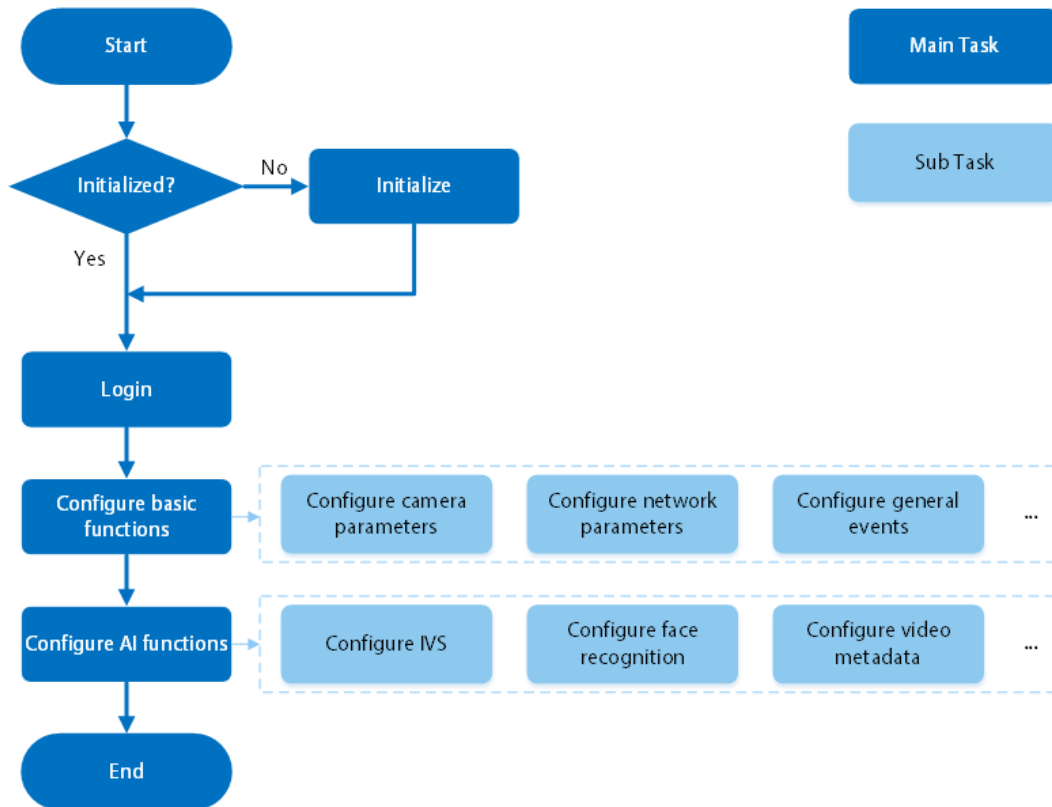 Start
Main Task
Sub Task
Initialized?
No
Initialize
Yes
Login
Configure basic
functions
Configure camera
parameters
Configure network
parameters
Configure general
events
...
Configure AI functions
Configure IVS
Configure face
recognition
Configure video
metadata
...
End